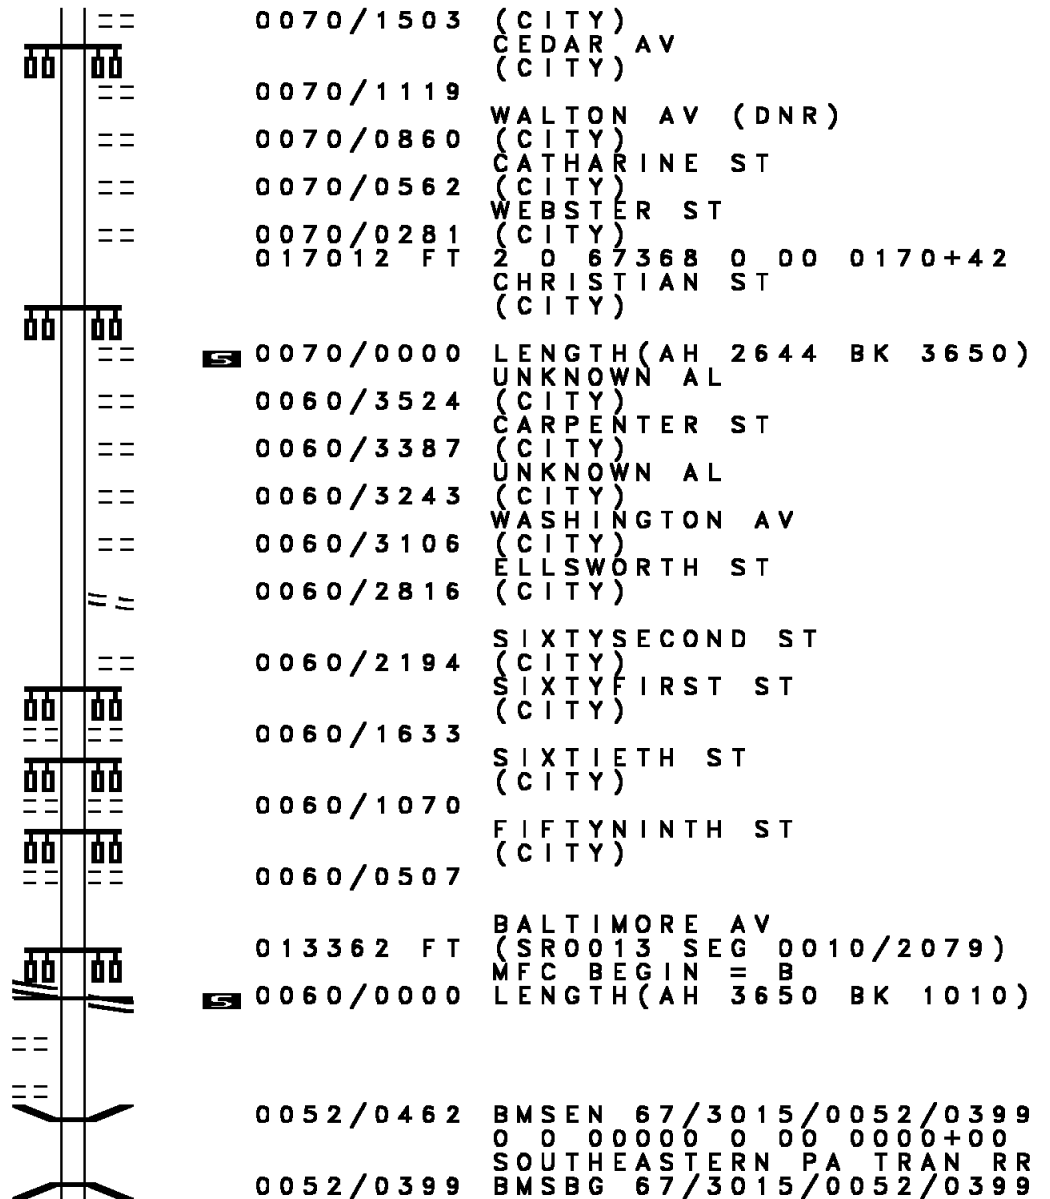 0070/1503 (CITY)
CEDAR AV
(CITY)
0070/1119
WALTON AV (DNR)
0070/0860 (CITY)
CATHARINE ST
0070/0562 (CITY)
WEBSTER ST
0070/0281 (CITY)
017012 FT 2 0 67368 0 00 0170+42
CHRISTIAN ST
(CITY)
S 0070/0000 LENGTH(AH 2644 BK 3650)
UNKNOWN AL
0060/3524 (CITY)
CARPENTER ST
0060/3387 (CITY)
UNKNOWN AL
0060/3243 (CITY)
WASHINGTON AV
0060/3106 (CITY)
ELLSWORTH ST
0060/2816 (CITY)
SIXTYSECOND ST
0060/2194 (CITY)
SIXTYFIRST ST
(CITY)
0060/1633
SIXTIETH ST
(CITY)
0060/1070
FIFTYNINTH ST
(CITY)
0060/0507
BALTIMORE AV
013362 FT (SR0013 SEG 0010/2079)
MFC BEGIN = B
S 0060/0000 LENGTH(AH 3650 BK 1010)
0052/0462 BMSEN 67/3015/0052/0399
0 0 00000 0 00 0000+00
SOUTHEASTERN PA TRAN RR
0052/0399 BMSBG 67/3015/0052/0399